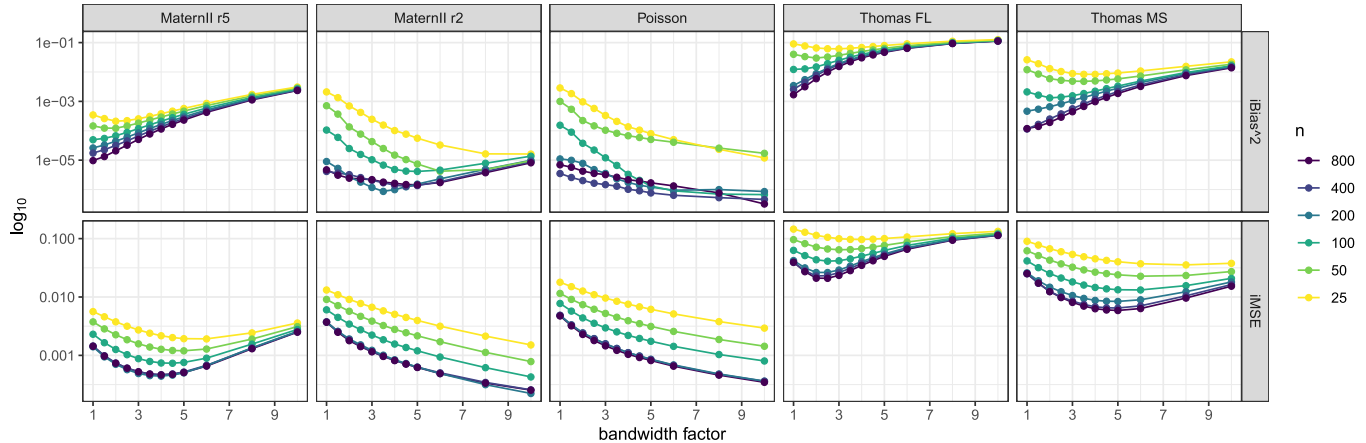 MaternII r5
MaternII r2
Poisson
Thomas FL
Thomas MS
1e−01
1e−03
1e−05
iBias^2
0.100
0.010
0.001
iMSE
log10
1 3 5 7 9
1 3 5 7 9
1 3 5 7 9
1 3 5 7 9
1 3 5 7 9
bandwidth factor
n
800
400
200
100
50
25